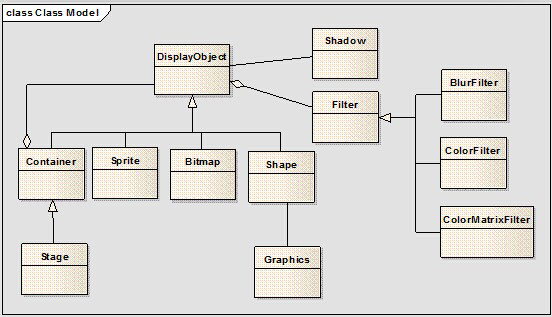 class Class Model
Shadow
DisplayObject
BlurFilter
Filter
ColorFilter
Container
Sprite
Bitmap
Shape
ColorMatrixFilter
Stage
Graphics